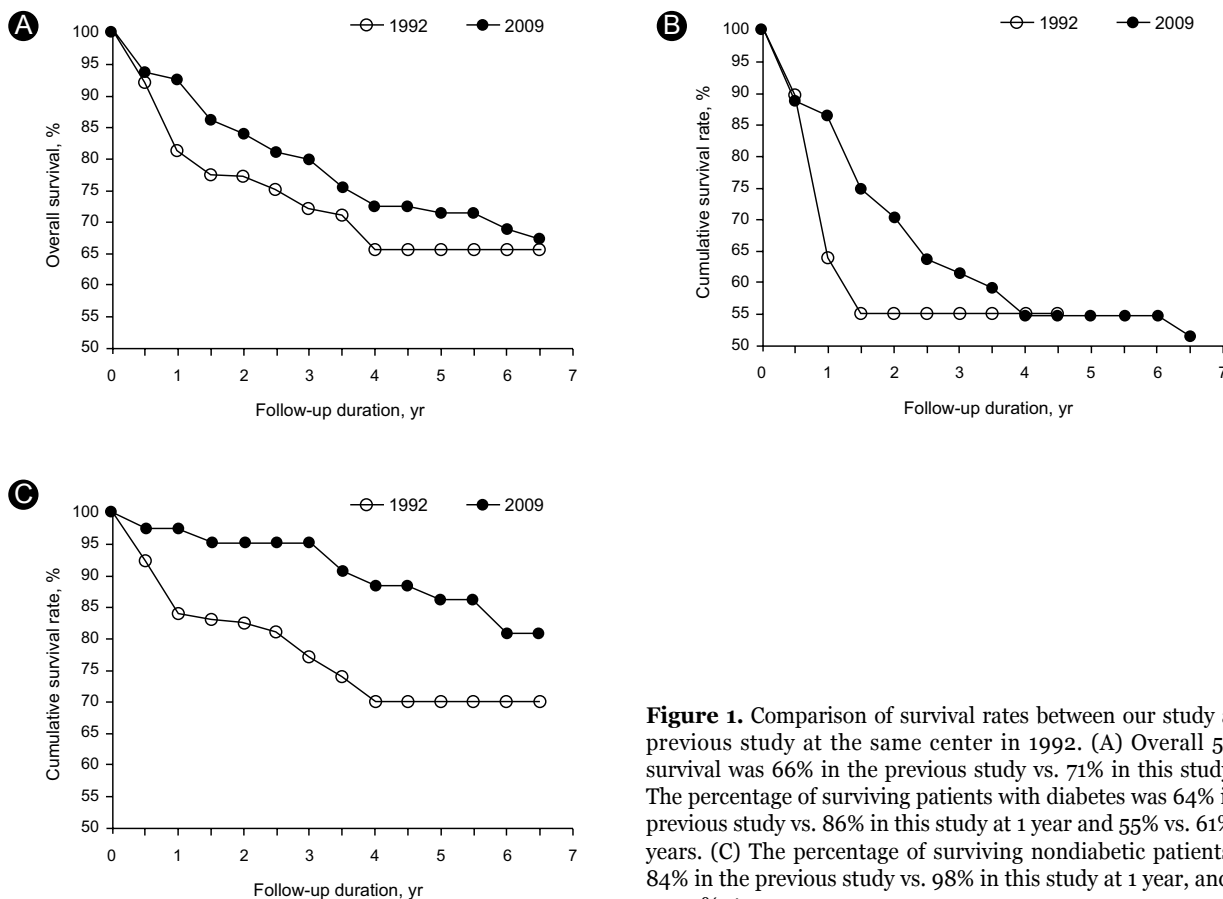 A
1992
2009
100
95
90
85
80
75
70
65
60
55
50
Overall survival, %
0 1 2 3 4 5 6 7
Follow-up duration, yr
B
1992
2009
100
95
90
85
80
75
70
65
60
55
50
Cumulative survival rate, %
0 1 2 3 4 5 6 7
Follow-up duration, yr
C
1992
2009
100
95
90
85
80
75
70
65
60
55
50
Cumulative survival rate, %
0 1 2 3 4 5 6 7
Follow-up duration, yr
Figure 1. Comparison of survival rates between our study
previous study at the same center in 1992. (A) Overall 5
survival was 66% in the previous study vs. 71% in this study
The percentage of surviving patients with diabetes was 64%
previous study vs. 86% in this study at 1 year and 55% vs. 61%
years. (C) The percentage of surviving nondiabetic patients
84% in the previous study vs. 98% in this study at 1 year, and